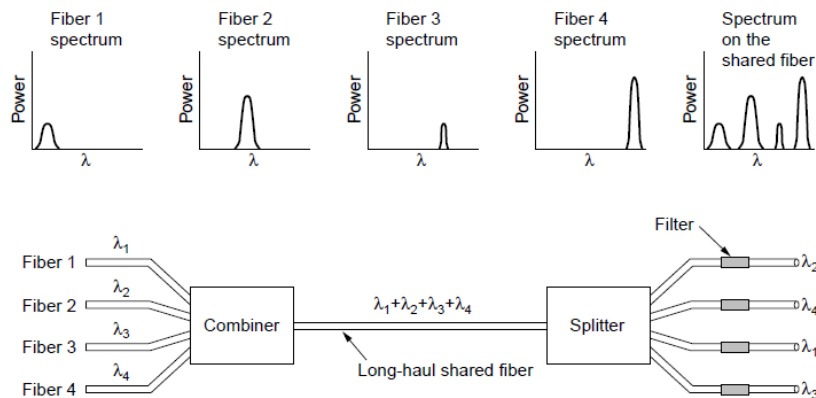 Fiber 1
spectrum
Fiber 2
spectrum
Fiber 3
spectrum
Fiber 4
spectrum
Spectrum
on the
shared fiber
Power
λ
Power
λ
Power
λ
Power
λ
Power
λ
Filter
Fiber 1
λ1
Fiber 2
λ2
Fiber 3
λ3
Fiber 4
λ4
Combiner
λ1+λ2+λ3+λ4
Long-haul shared fiber
Splitter
λ2
λ4
λ1
λ3